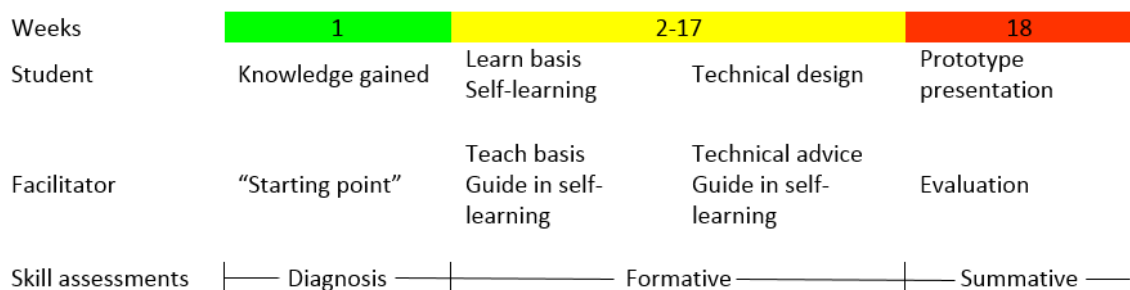 Weeks 1 2-17 18
Student Knowledge gained Learn basis Technical design Prototype
Self-learning presentation
Facilitator “Starting point” Teach basis Technical advice Evaluation
Guide in self- Guide in self-
learning learning
Skill assessments Diagnosis Formative Summative